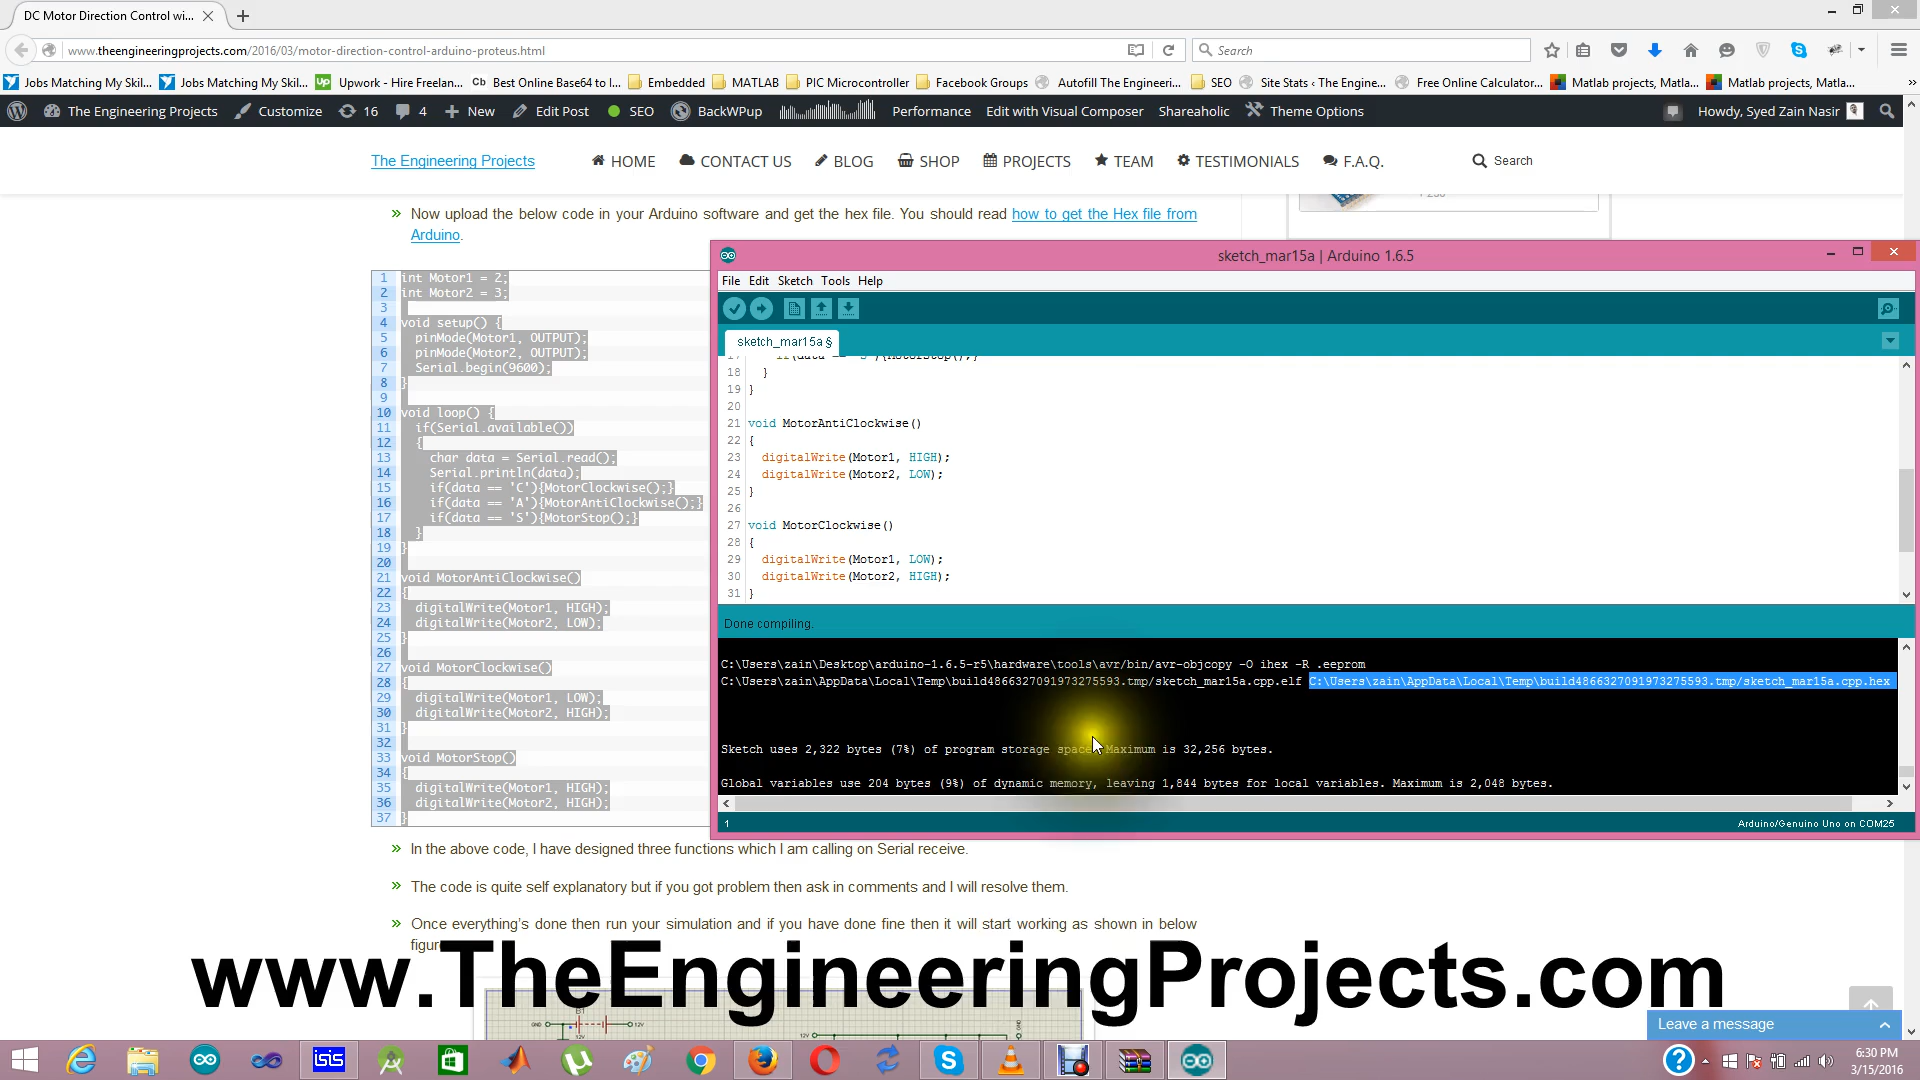 DC Motor Direction Control wi...
www.theengineeringprojects.com/2016/03/motor-direction-control-arduino-proteus.html
Search
Jobs Matching My Skil... Jobs Matching My Skil... Upwork - Hire Freelan... Best Online Base64 to I... Embedded MATLAB PIC Microcontroller Facebook Groups Autofill The Engineeri... SEO Site Stats ‹ The Engine... Free Online Calculator... Matlab projects, Matla... Matlab projects, Matla...
The Engineering Projects Customize 16 4 New Edit Post SEO BackWPup Performance Edit with Visual Composer Shareaholic Theme Options Howdy, Syed Zain Nasir
The Engineering Projects HOME CONTACT US BLOG SHOP PROJECTS TEAM TESTIMONIALS F.A.Q. Search
» Now upload the below code in your Arduino software and get the hex file. You should read how to get the Hex file from
Arduino.
1 int Motor1 = 2;
2 int Motor2 = 3;
3
4 void setup() {
5 pinMode(Motor1, OUTPUT);
6 pinMode(Motor2, OUTPUT);
7 Serial.begin(9600);
8 }
9
10 void loop() {
11 if(Serial.available())
12 {
13 char data = Serial.read();
14 Serial.println(data);
15 if(data == 'C'){MotorClockwise();}
16 if(data == 'A'){MotorAntiClockwise();}
17 if(data == 'S'){MotorStop();}
18 }
19 }
20
21 void MotorAntiClockwise()
22 {
23 digitalWrite(Motor1, HIGH);
24 digitalWrite(Motor2, LOW);
25 }
26
27 void MotorClockwise()
28 {
29 digitalWrite(Motor1, LOW);
30 digitalWrite(Motor2, HIGH);
31 }
32
33 void MotorStop()
34 {
35 digitalWrite(Motor1, HIGH);
36 digitalWrite(Motor2, HIGH);
37 }
sketch_mar15a | Arduino 1.6.5
File Edit Sketch Tools Help
sketch_mar15a §
18 }
19 }
20
21 void MotorAntiClockwise()
22 {
23 digitalWrite(Motor1, HIGH);
24 digitalWrite(Motor2, LOW);
25 }
26
27 void MotorClockwise()
28 {
29 digitalWrite(Motor1, LOW);
30 digitalWrite(Motor2, HIGH);
31 }
Done compiling.
C:\Users\zain\Desktop\arduino-1.6.5-r5\hardware\tools\avr/bin/avr-objcopy -O ihex -R .eeprom
C:\Users\zain\AppData\Local\Temp\build4866327091973275593.tmp/sketch_mar15a.cpp.elf C:\Users\zain\AppData\Local\Temp\build4866327091973275593.tmp/sketch_mar15a.cpp.hex
Sketch uses 2,322 bytes (7%) of program storage space. Maximum is 32,256 bytes.
Global variables use 204 bytes (9%) of dynamic memory, leaving 1,844 bytes for local variables. Maximum is 2,048 bytes.
1
Arduino/Genuino Uno on COM25
» In the above code, I have designed three functions which I am calling on Serial receive.
» The code is quite self explanatory but if you got problem then ask in comments and I will resolve them.
» Once everything's done then run your simulation and if you have done fine then it will start working as shown in below
www.TheEngineeringProjects.com
GND 12V
Leave a message
6:30 PM
3/15/2016